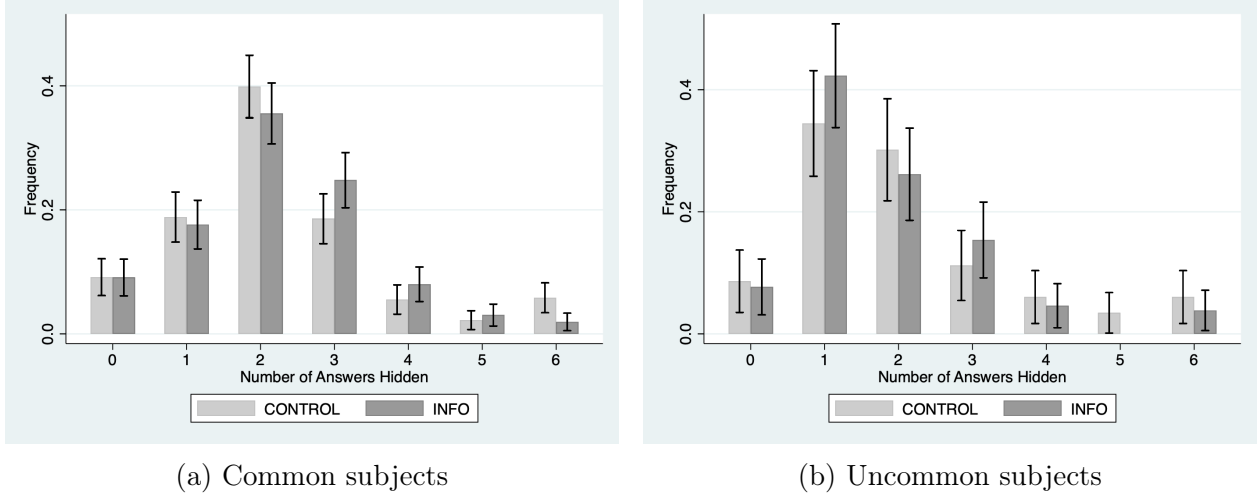 Frequency
0.0 0.2 0.4
0 1 2 3 4 5 6
Number of Answers Hidden
CONTROL INFO
(a) Common subjects
Frequency
0.0 0.2 0.4
0 1 2 3 4 5 6
Number of Answers Hidden
CONTROL INFO
(b) Uncommon subjects